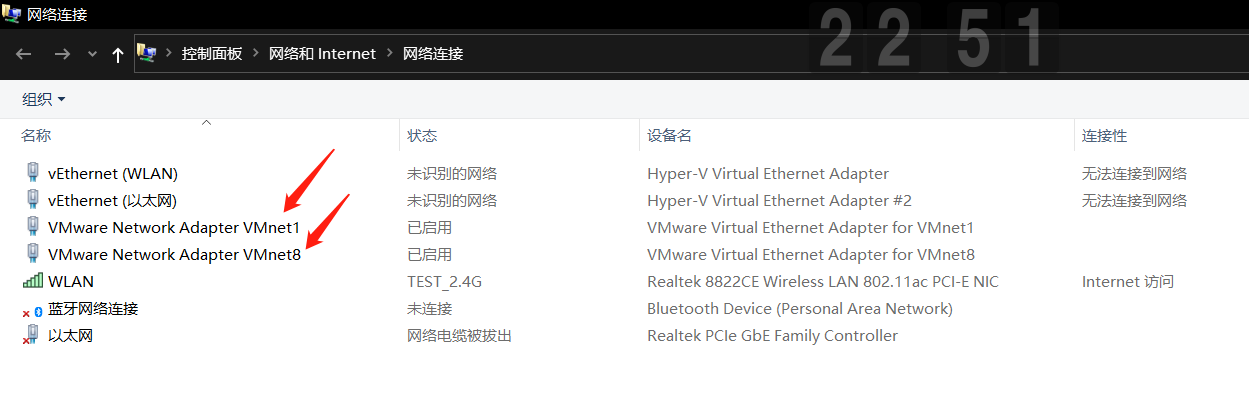 网络连接
22 51
控制面板 网络和 Internet 网络连接
组织
名称 状态 设备名 连接性
vEthernet (WLAN) 未识别的网络 Hyper-V Virtual Ethernet Adapter 无法连接到网络
vEthernet (以太网) 未识别的网络 Hyper-V Virtual Ethernet Adapter #2 无法连接到网络
VMware Network Adapter VMnet1 已启用 VMware Virtual Ethernet Adapter for VMnet1
VMware Network Adapter VMnet8 已启用 VMware Virtual Ethernet Adapter for VMnet8
WLAN TEST_2.4G Realtek 8822CE Wireless LAN 802.11ac PCI-E NIC Internet 访问
蓝牙网络连接 未连接 Bluetooth Device (Personal Area Network)
以太网 网络电缆被拔出 Realtek PCIe GbE Family Controller